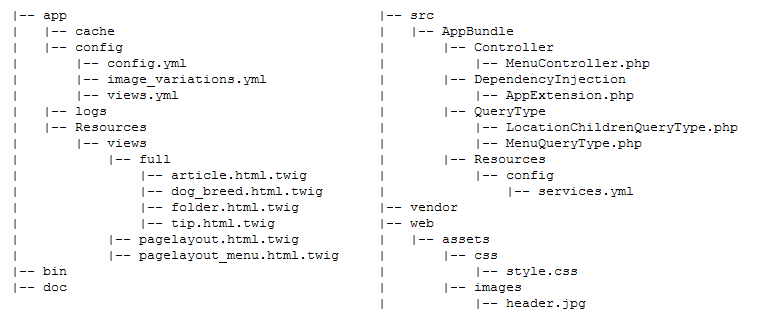 |-- app
|   |-- cache
|   |-- config
|       |-- config.yml
|       |-- image_variations.yml
|       |-- views.yml
|   |-- logs
|   |-- Resources
|       |-- views
|           |-- full
|               |-- article.html.twig
|               |-- dog_breed.html.twig
|               |-- folder.html.twig
|               |-- tip.html.twig
|           |-- pagelayout.html.twig
|           |-- pagelayout_menu.html.twig
|-- bin
|-- doc
|-- src
|   |-- AppBundle
|       |-- Controller
|           |-- MenuController.php
|       |-- DependencyInjection
|           |-- AppExtension.php
|       |-- QueryType
|           |-- LocationChildrenQueryType.php
|           |-- MenuQueryType.php
|       |-- Resources
|           |-- config
|               |-- services.yml
|-- vendor
|-- web
|   |-- assets
|       |-- css
|           |-- style.css
|       |-- images
|           |-- header.jpg